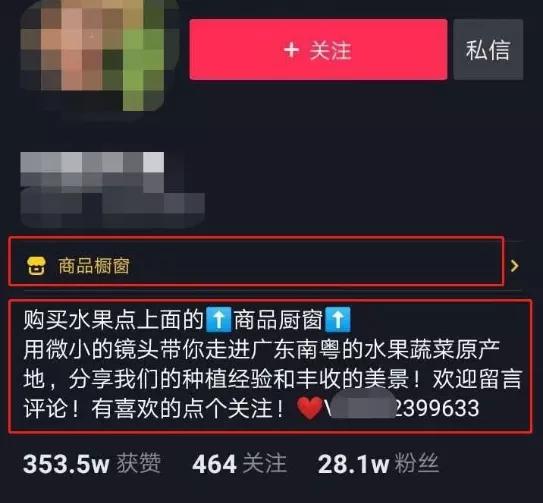 + 关注
私信
商品橱窗
购买水果点上面的⬆️商品厨窗⬆️
用微小的镜头带你走进广东南粤的水果蔬菜原产
地，分享我们的种植经验和丰收的美景！欢迎留言
评论！有喜欢的点个关注！❤️V 2399633
353.5w 获赞 464 关注 28.1w 粉丝